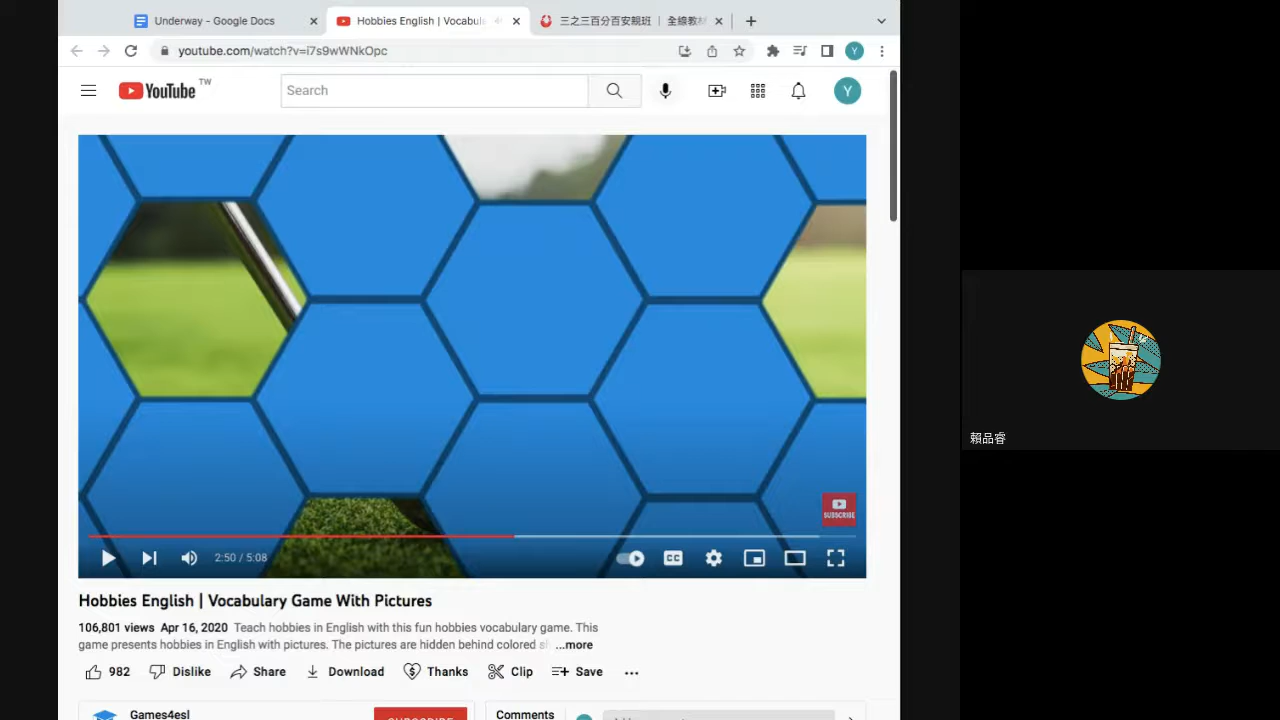 Underway - Google Docs
Hobbies English | Vocabul
三之三百分百安親班 | 全線教材
youtube.com/watch?v=i7s9wWNkOpc
Y
YouTube TW
Search
Y
SUBSCRIBE
2:50 / 5:08
CC
Hobbies English | Vocabulary Game With Pictures
106,801 views Apr 16, 2020 Teach hobbies in English with this fun hobbies vocabulary game. This
game presents hobbies in English with pictures. The pictures are hidden behind colored s ...more
982 Dislike Share Download Thanks Clip Save
Games4esl
SUBSCRIBE
Comments
賴品睿